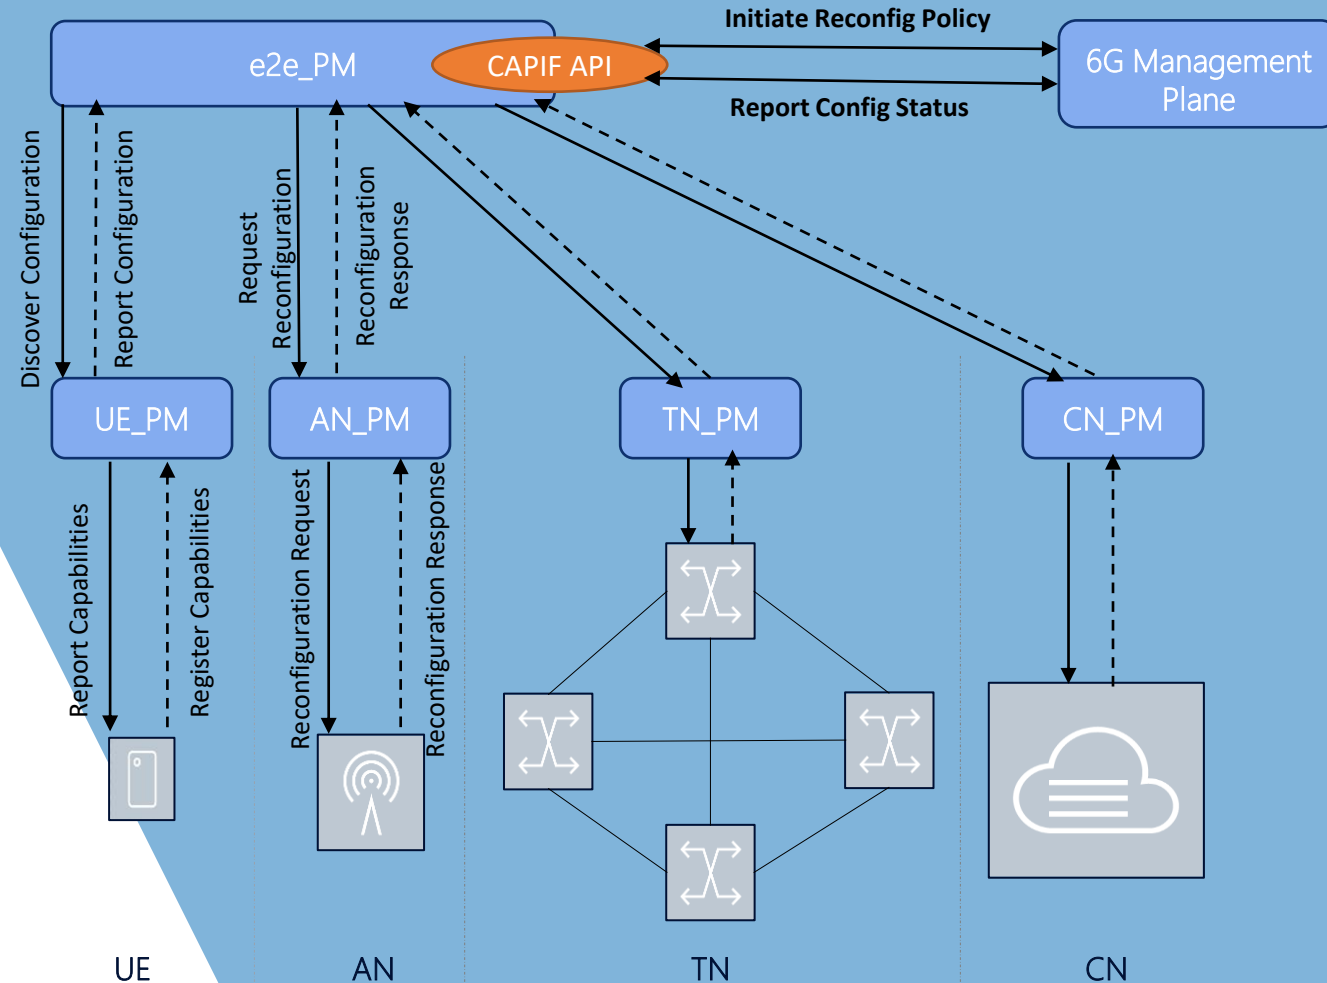 Initiate Reconfig Policy
e2e_PM
CAPIF API
6G Management
Plane
Report Config Status
Discover Configuration
Report Configuration
Request
Reconfiguration
Reconfiguration
Response
UE_PM
AN_PM
TN_PM
CN_PM
Report Capabilities
Register Capabilities
Reconfiguration Request
Reconfiguration Response
UE
AN
TN
CN